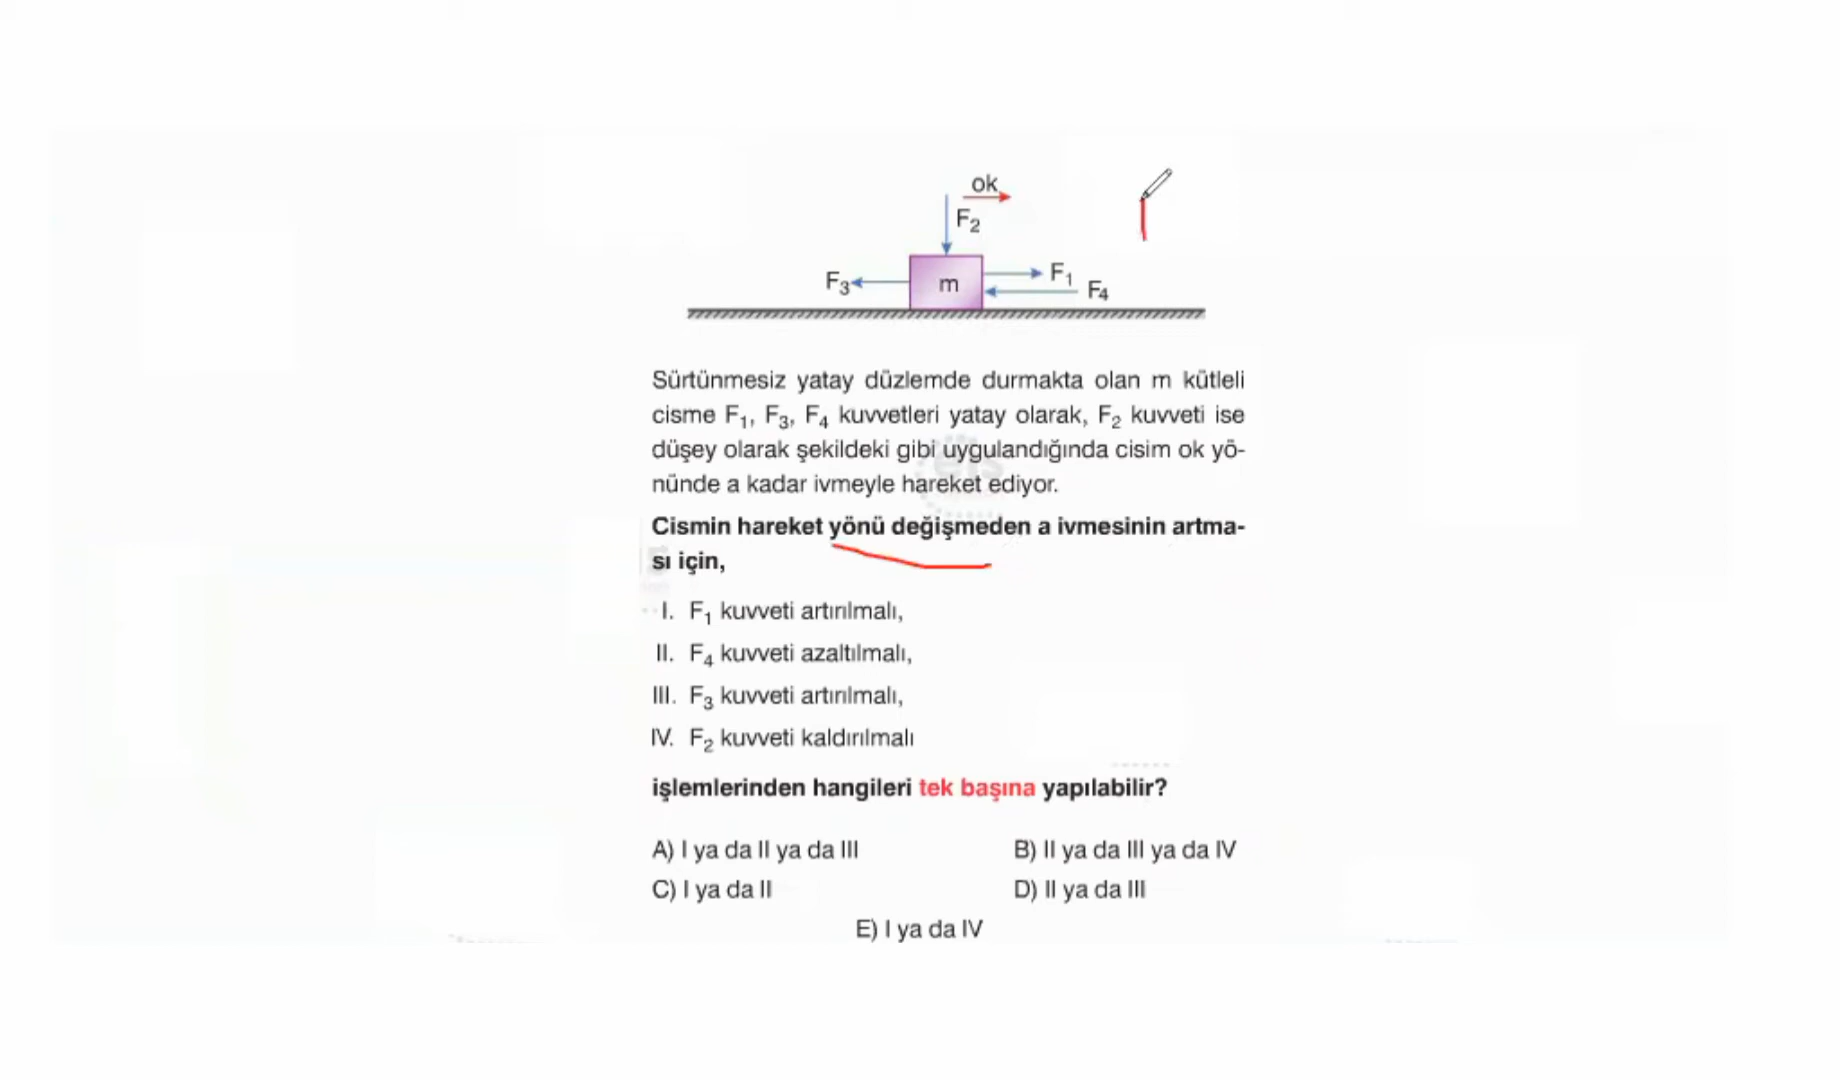 ok
F2
F3
m
F1
F4
Sürtünmesiz yatay düzlemde durmakta olan m kütleli
cisme F1, F3, F4 kuvvetleri yatay olarak, F2 kuvveti ise
düşey olarak şekildeki gibi uygulandığında cisim ok yö-
nünde a kadar ivmeyle hareket ediyor.
Cismin hareket yönü değişmeden a ivmesinin artma-
sı için,
I. F1 kuvveti artırılmalı,
II. F4 kuvveti azaltılmalı,
III. F3 kuvveti artırılmalı,
IV. F2 kuvveti kaldırılmalı
işlemlerinden hangileri tek başına yapılabilir?
A) I ya da II ya da III
B) II ya da III ya da IV
C) I ya da II
D) II ya da III
E) I ya da IV